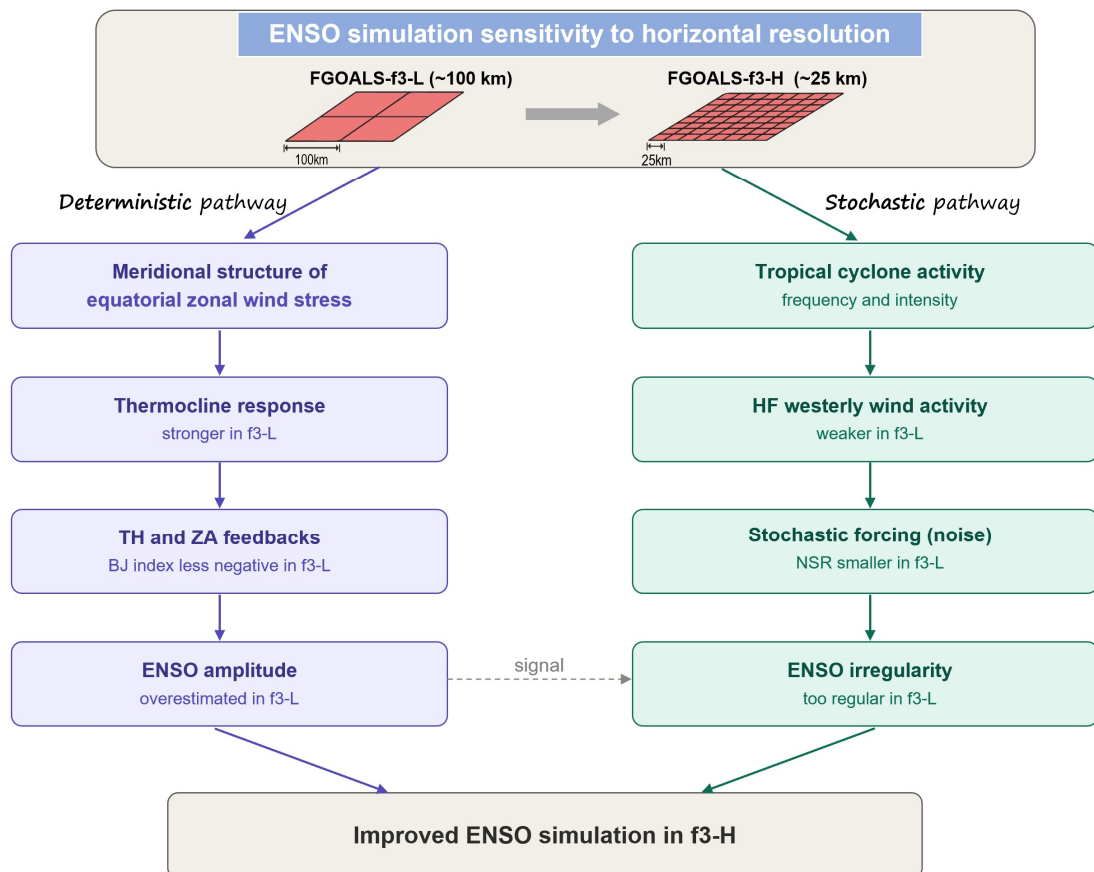 ENSO simulation sensitivity to horizontal resolution
FGOALS-f3-L (~100 km)
FGOALS-f3-H (~25 km)
100km
25km
Deterministic pathway
Stochastic pathway
Meridional structure of
equatorial zonal wind stress
Tropical cyclone activity
frequency and intensity
Thermocline response
stronger in f3-L
HF westerly wind activity
weaker in f3-L
TH and ZA feedbacks
BJ index less negative in f3-L
Stochastic forcing (noise)
NSR smaller in f3-L
ENSO amplitude
overestimated in f3-L
signal
ENSO irregularity
too regular in f3-L
Improved ENSO simulation in f3-H